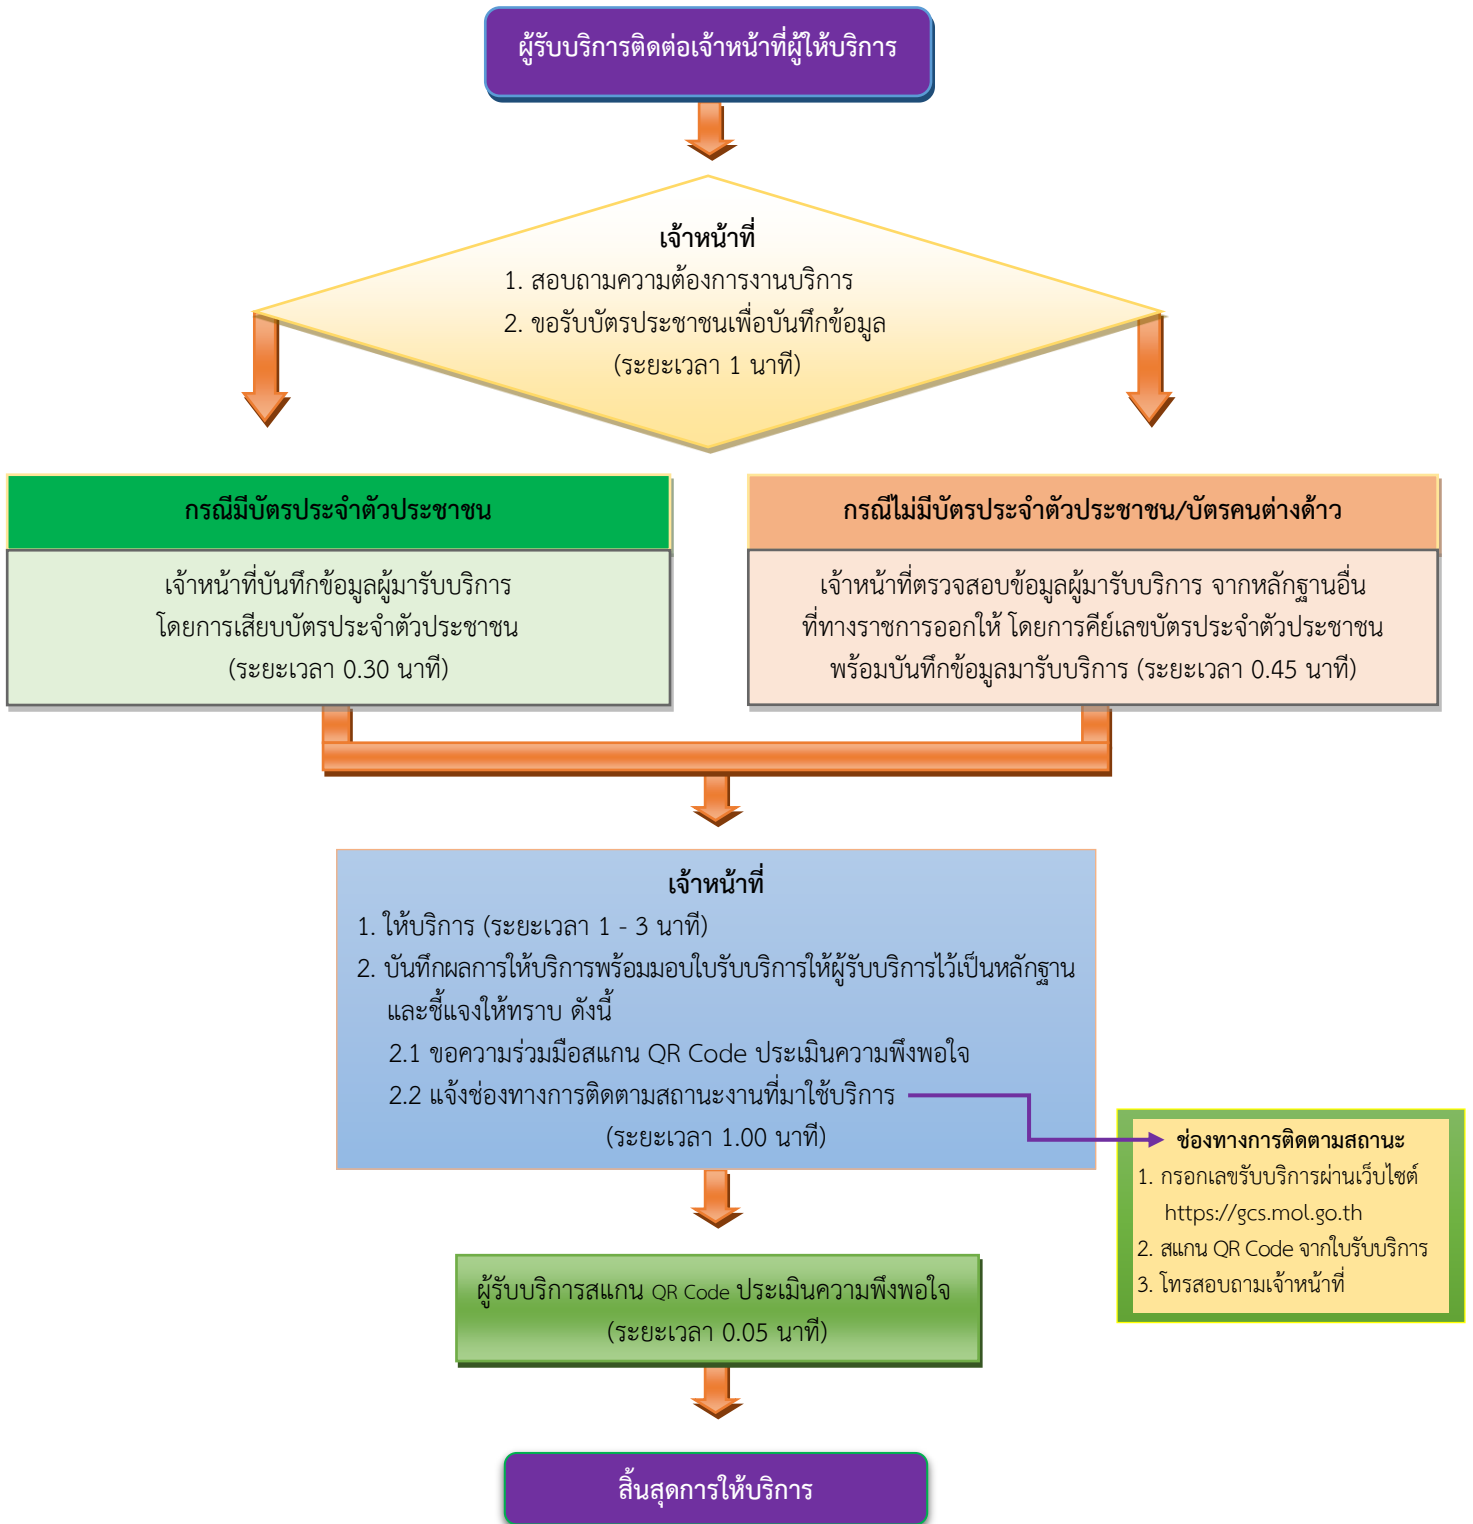 ผู้รับบริการติดต่อเจ้าหน้าที่ผู้ให้บริการ
เจ้าหน้าที่
1. สอบถามความต้องการงานบริการ
2. ขอรับบัตรประชาชนเพื่อบันทึกข้อมูล
(ระยะเวลา 1 นาที)
กรณีมีบัตรประจำตัวประชาชน
เจ้าหน้าที่บันทึกข้อมูลผู้มารับบริการ
โดยการเสียบบัตรประจำตัวประชาชน
(ระยะเวลา 0.30 นาที)
กรณีไม่มีบัตรประจำตัวประชาชน/บัตรคนต่างด้าว
เจ้าหน้าที่ตรวจสอบข้อมูลผู้มารับบริการ จากหลักฐานอื่น
ที่ทางราชการออกให้ โดยการคีย์เลขบัตรประจำตัวประชาชน
พร้อมบันทึกข้อมูลมารับบริการ (ระยะเวลา 0.45 นาที)
เจ้าหน้าที่
1. ให้บริการ (ระยะเวลา 1 - 3 นาที)
2. บันทึกผลการให้บริการพร้อมมอบใบรับบริการให้ผู้รับบริการไว้เป็นหลักฐาน
และชี้แจงให้ทราบ ดังนี้
2.1 ขอความร่วมมือสแกน QR Code ประเมินความพึงพอใจ
2.2 แจ้งช่องทางการติดตามสถานะงานที่มาใช้บริการ
(ระยะเวลา 1.00 นาที)
ช่องทางการติดตามสถานะ
1. กรอกเลขรับบริการผ่านเว็บไซต์
https://gcs.mol.go.th
2. สแกน QR Code จากใบรับบริการ
3. โทรสอบถามเจ้าหน้าที่
ผู้รับบริการสแกน QR Code ประเมินความพึงพอใจ
(ระยะเวลา 0.05 นาที)
สิ้นสุดการให้บริการ